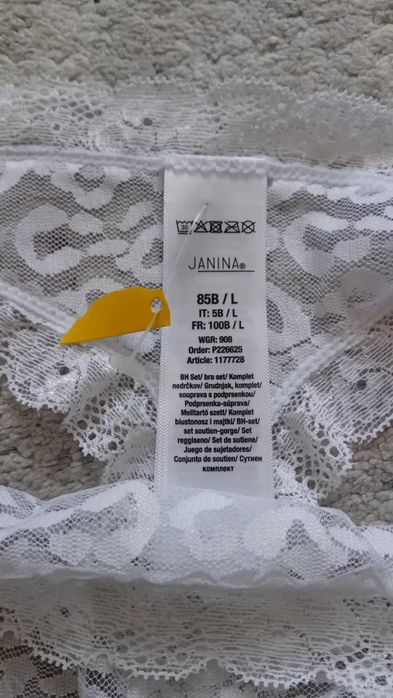 30
JANINA®
85B / L
IT: 5B / L
FR: 100B / L
WGR: 908
Order: P226625
Article: 1177728
BH Set/ bra set/ Komplet
nedrčkov/ Grudnjak, komplet/
souprava s podprsenkou/
Podprsenka-súprava/
Melltartó szett/ Komplet
biustonosz i majtki/ BH-set/
set soutien-gorge/ Set
reggiseno/ Set de sutiene/
Juego de sujetadores/
Conjunto de soutien/ Сутиен
комплект